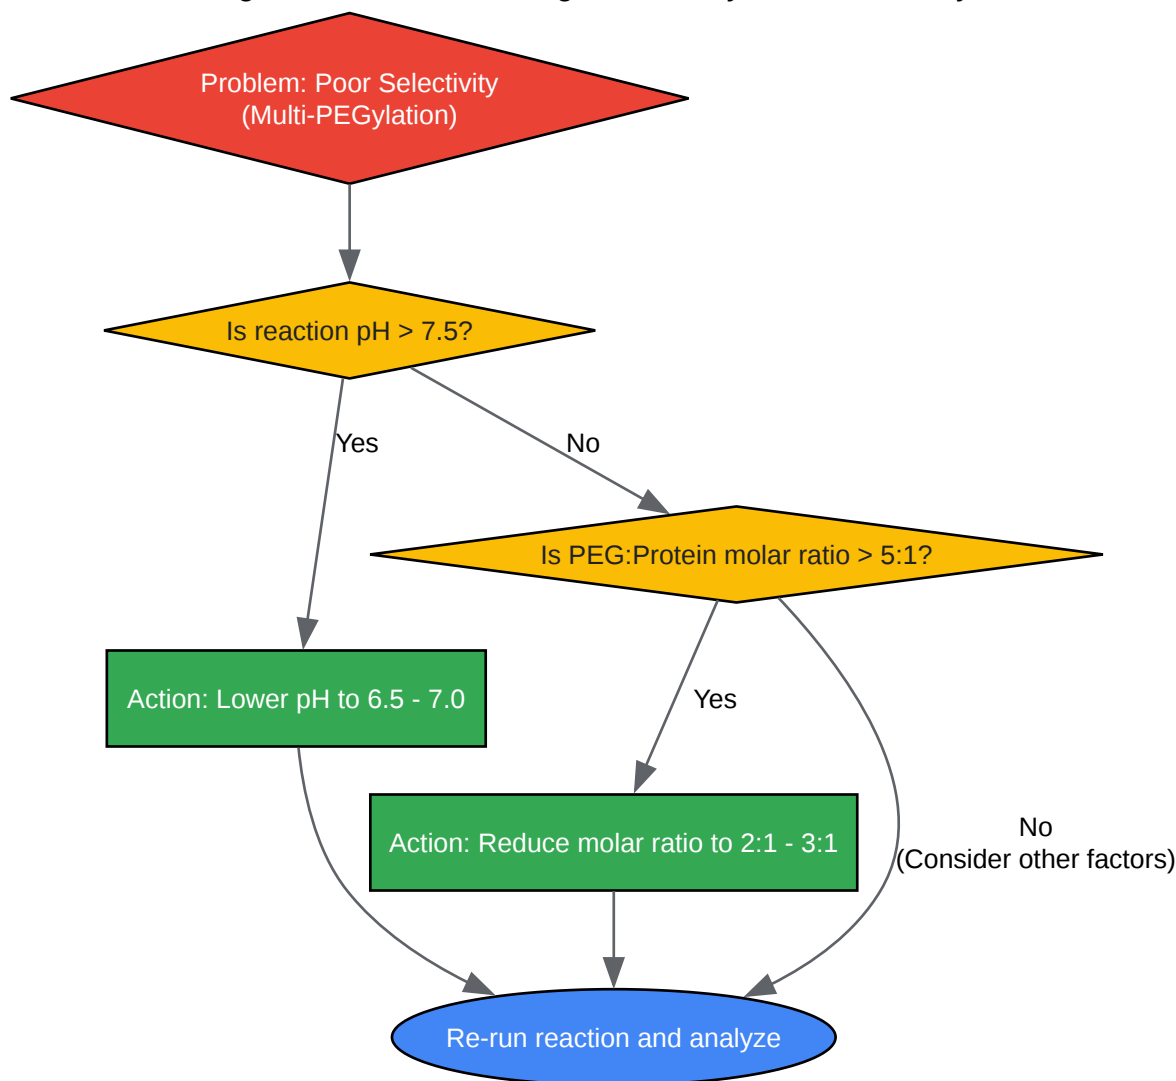 Problem: Poor Selectivity
(Multi-PEGylation)
Is reaction pH > 7.5?
Yes
No
Is PEG:Protein molar ratio > 5:1?
Action: Lower pH to 6.5 - 7.0
Yes
Action: Reduce molar ratio to 2:1 - 3:1
No
(Consider other factors)
Re-run reaction and analyze